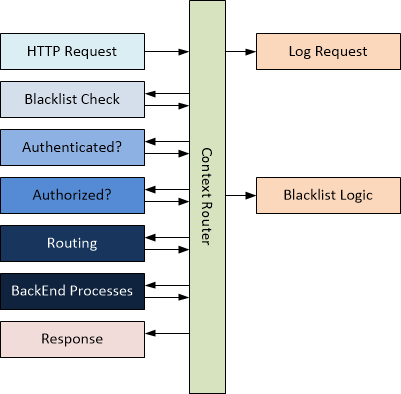 HTTP Request
Log Request
Blacklist Check
Authenticated?
Context Router
Authorized?
Blacklist Logic
Routing
BackEnd Processes
Response